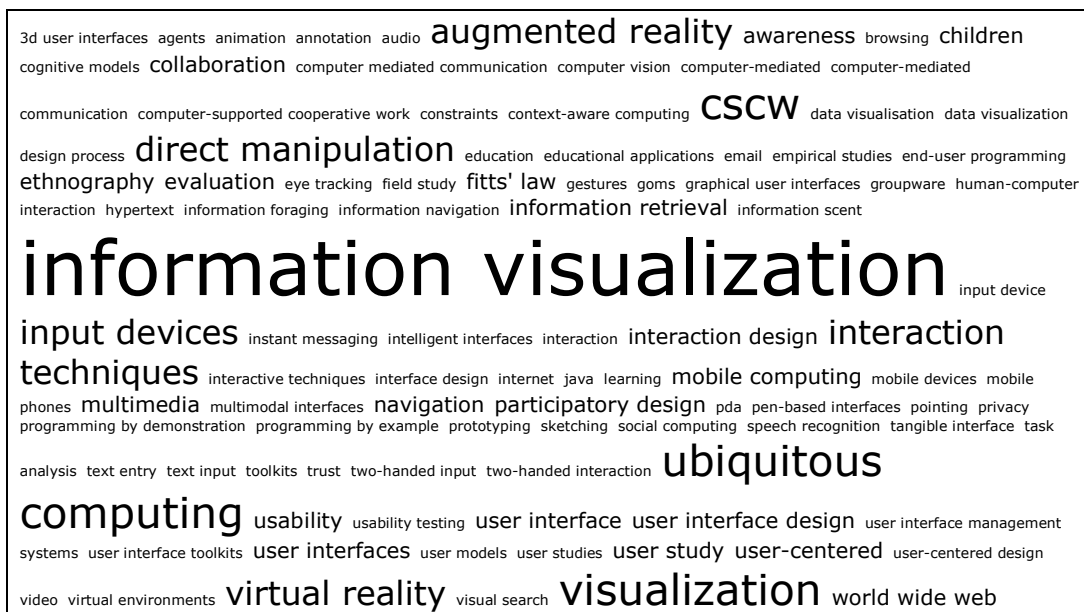 3d user interfaces agents animation annotation audio augmented reality awareness browsing children
cognitive models collaboration computer mediated communication computer vision computer-mediated computer-mediated
communication computer-supported cooperative work constraints context-aware computing cscw data visualisation data visualization
design process direct manipulation education educational applications email empirical studies end-user programming
ethnography evaluation eye tracking field study fitts' law gestures goms graphical user interfaces groupware human-computer
interaction hypertext information foraging information navigation information retrieval information scent
information visualization input device
input devices instant messaging intelligent interfaces interaction interaction design interaction
techniques interactive techniques interface design internet java learning mobile computing mobile devices mobile
phones multimedia multimodal interfaces navigation participatory design pda pen-based interfaces pointing privacy
programming by demonstration programming by example prototyping sketching social computing speech recognition tangible interface task
analysis text entry text input toolkits trust two-handed input two-handed interaction ubiquitous
computing usability usability testing user interface user interface design user interface management
systems user interface toolkits user interfaces user models user studies user study user-centered user-centered design
video virtual environments virtual reality visual search visualization world wide web